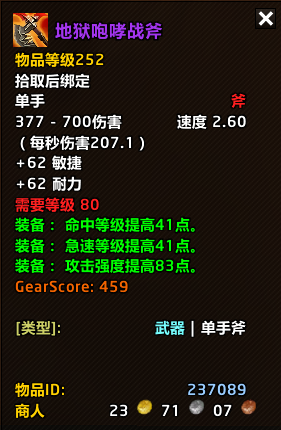 地狱咆哮战斧
物品等级252
拾取后绑定
单手 斧
377 - 700伤害 速度 2.60
（每秒伤害207.1）
+62 敏捷
+62 耐力
需要等级 80
装备： 命中等级提高41点。
装备： 急速等级提高41点。
装备： 攻击强度提高83点。
GearScore: 459
[类型]: 武器 | 单手斧
物品ID: 237089
商人 23 71 07